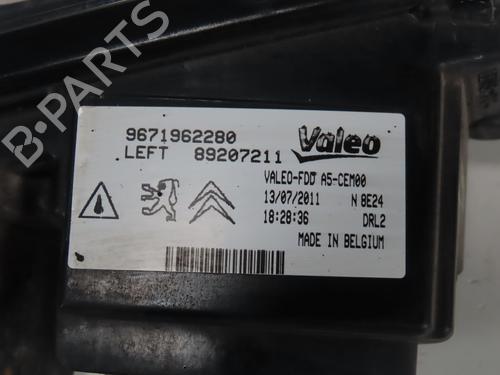 9671962280
LEFT 89207211
Valeo
VALEO-FDU A5-CEM00
13/07/2011 N 8E24
18:28:36 DRL2
MADE IN BELGIUM
B-PARTS